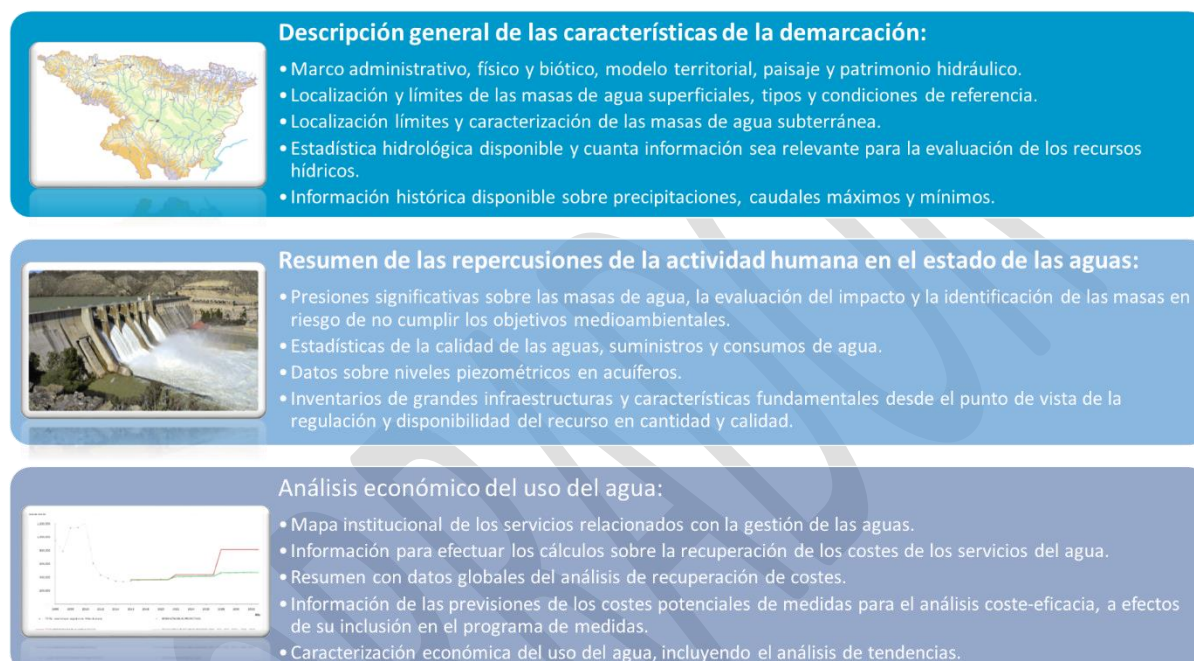 Descripción general de las características de la demarcación:
• Marco administrativo, físico y biótico, modelo territorial, paisaje y patrimonio hidráulico.
• Localización y límites de las masas de agua superficiales, tipos y condiciones de referencia.
• Localización límites y caracterización de las masas de agua subterránea.
• Estadística hidrológica disponible y cuanta información sea relevante para la evaluación de los recursos
hídricos.
• Información histórica disponible sobre precipitaciones, caudales máximos y mínimos.
Resumen de las repercusiones de la actividad humana en el estado de las aguas:
• Presiones significativas sobre las masas de agua, la evaluación del impacto y la identificación de las masas en
riesgo de no cumplir los objetivos medioambientales.
• Estadísticas de la calidad de las aguas, suministros y consumos de agua.
• Datos sobre niveles piezométricos en acuíferos.
• Inventarios de grandes infraestructuras y características fundamentales desde el punto de vista de la
regulación y disponibilidad del recurso en cantidad y calidad.
Análisis económico del uso del agua:
• Mapa institucional de los servicios relacionados con la gestión de las aguas.
• Información para efectuar los cálculos sobre la recuperación de los costes de los servicios del agua.
• Resumen con datos globales del análisis de recuperación de costes.
• Información de las previsiones de los costes potenciales de medidas para el análisis coste-eficacia, a efectos
de su inclusión en el programa de medidas.
• Caracterización económica del uso del agua, incluyendo el análisis de tendencias.